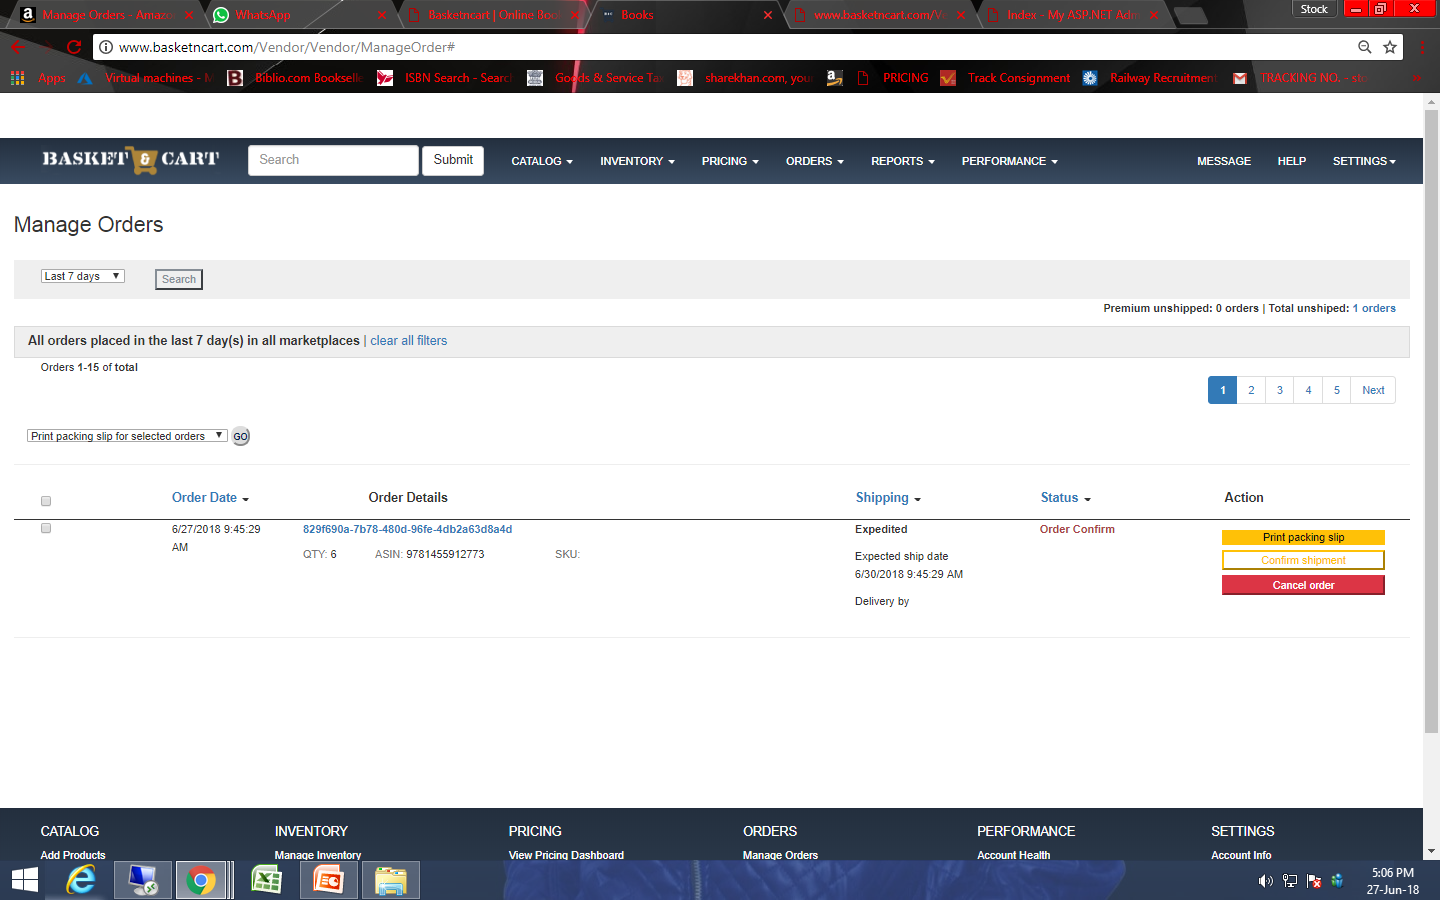 Manage Orders - Amazo
WhatsApp
Basketncart | Online Boo
Books
www.basketncart.com/Ve
Index - My ASP.NET Adm
Stock
www.basketncart.com/Vendor/Vendor/ManageOrder#
Apps
Virtual machines - M
Biblio.com Bookselle
ISBN Search - Search
Goods & Service Tax
sharekhan.com, your
PRICING
Track Consignment
Railway Recruitment
TRACKING NO. - sto
BASKET & CART
Search
Submit
CATALOG
INVENTORY
PRICING
ORDERS
REPORTS
PERFORMANCE
MESSAGE
HELP
SETTINGS
Manage Orders
Last 7 days
Search
Premium unshipped: 0 orders | Total unshiped: 1 orders
All orders placed in the last 7 day(s) in all marketplaces | clear all filters
Orders 1-15 of total
1 2 3 4 5 Next
Print packing slip for selected orders
GO
Order Date
Order Details
Shipping
Status
Action
6/27/2018 9:45:29
AM
829f690a-7b78-480d-96fe-4db2a63d8a4d
QTY: 6 ASIN: 9781455912773 SKU:
Expedited
Expected ship date
6/30/2018 9:45:29 AM
Delivery by
Order Confirm
Print packing slip
Confirm shipment
Cancel order
CATALOG
INVENTORY
PRICING
ORDERS
PERFORMANCE
SETTINGS
Add Products
Manage Inventory
View Pricing Dashboard
Manage Orders
Account Health
Account Info
5:06 PM
27-Jun-18